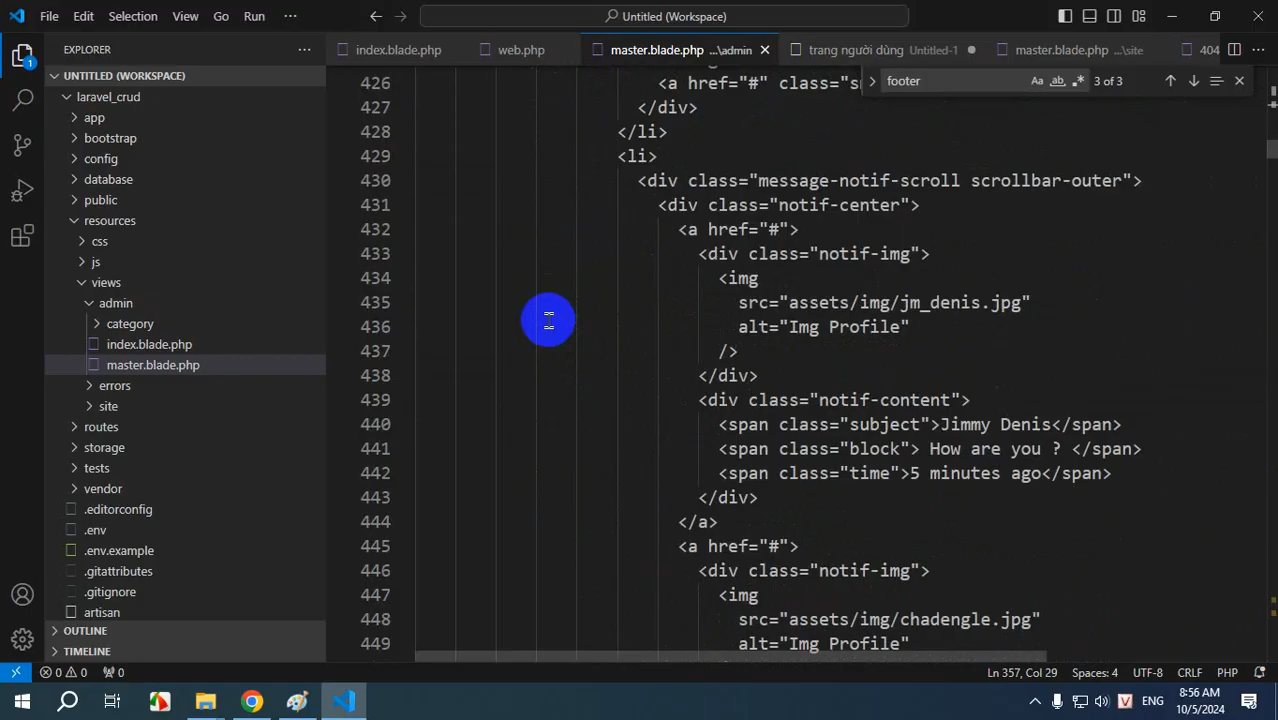 File Edit Selection View Go Run ··· Untitled (Workspace)
EXPLORER ···
index.blade.php web.php master.blade.php ...\admin trang người dùng Untitled-1 master.blade.php ...\site 404 ···
UNTITLED (WORKSPACE)
laravel_crud
app
bootstrap
config
database
public
resources
css
js
views
admin
category
index.blade.php
master.blade.php
errors
site
routes
storage
tests
vendor
.editorconfig
.env
.env.example
.gitattributes
.gitignore
artisan
OUTLINE
TIMELINE
1
footer Aa ab .* 3 of 3
426 <a href="#" class="s
427 </div>
428 </li>
429 <li>
430 <div class="message-notif-scroll scrollbar-outer">
431 <div class="notif-center">
432 <a href="#">
433 <div class="notif-img">
434 <img
435 src="assets/img/jm_denis.jpg"
436 alt="Img Profile"
437 />
438 </div>
439 <div class="notif-content">
440 <span class="subject">Jimmy Denis</span>
441 <span class="block"> How are you ? </span>
442 <span class="time">5 minutes ago</span>
443 </div>
444 </a>
445 <a href="#">
446 <div class="notif-img">
447 <img
448 src="assets/img/chadengle.jpg"
449 alt="Img Profile"
0 0 0 Ln 357, Col 29 Spaces: 4 UTF-8 CRLF PHP
V ENG 8:56 AM
10/5/2024